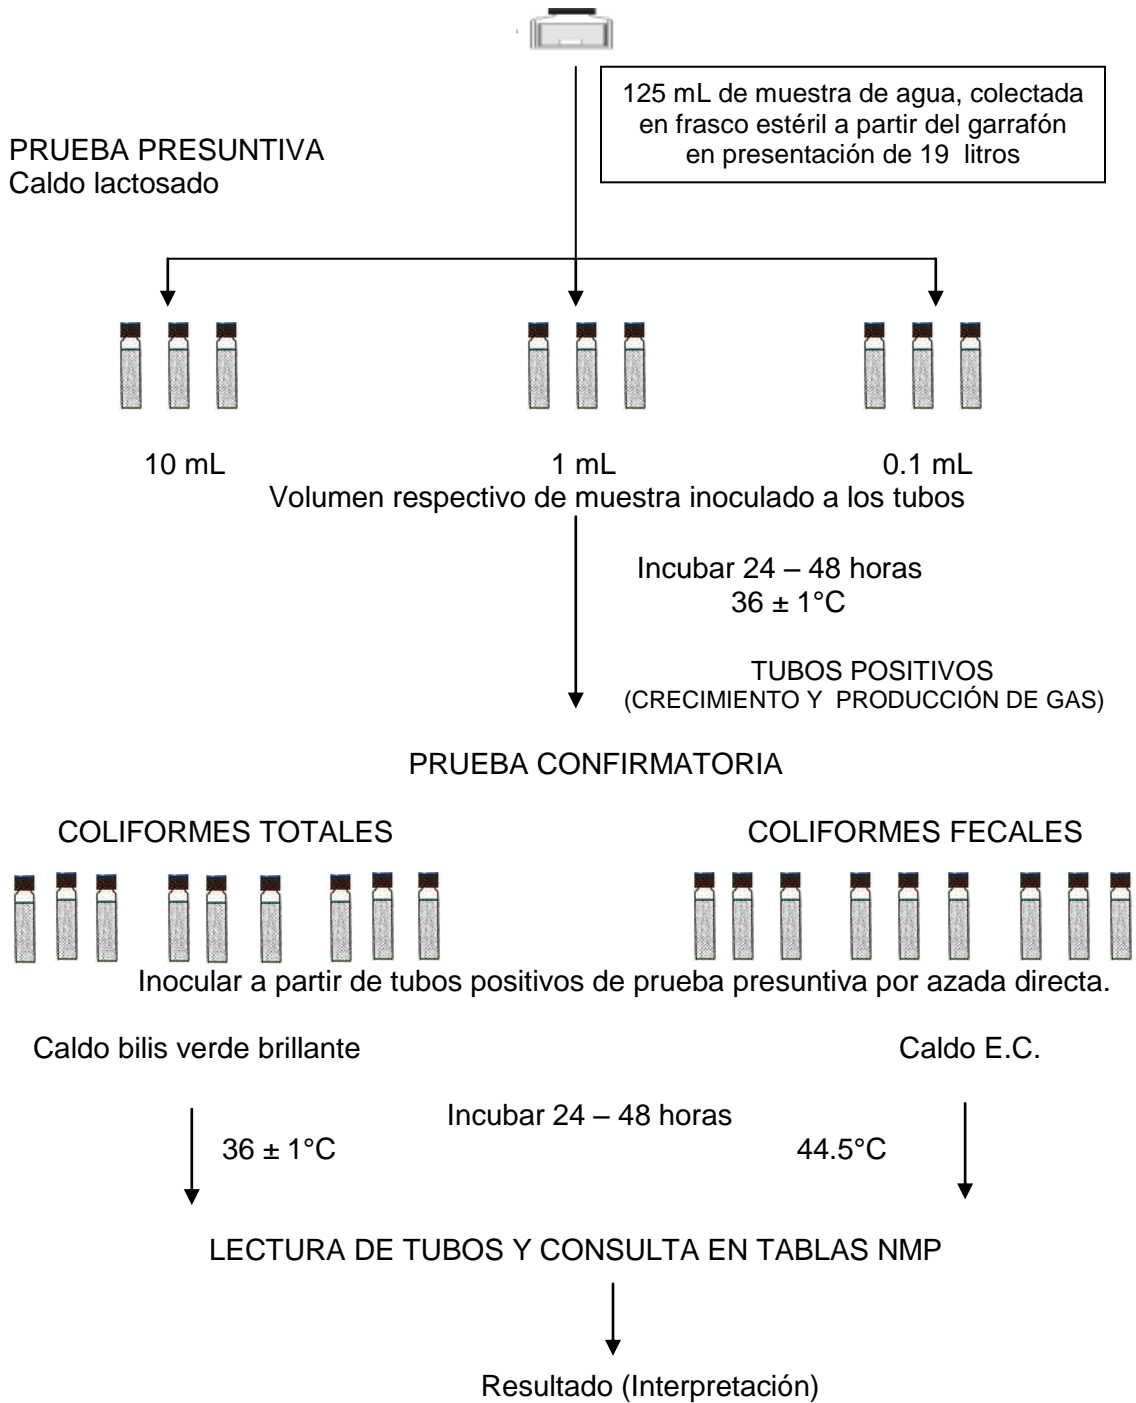 125 mL de muestra de agua, colectada
en frasco estéril a partir del garrafón
en presentación de 19 litros
PRUEBA PRESUNTIVA
Caldo lactosado
10 mL 1 mL 0.1 mL
Volumen respectivo de muestra inoculado a los tubos
Incubar 24 – 48 horas
36 ± 1°C
TUBOS POSITIVOS
(CRECIMIENTO Y PRODUCCIÓN DE GAS)
PRUEBA CONFIRMATORIA
COLIFORMES TOTALES COLIFORMES FECALES
Inocular a partir de tubos positivos de prueba presuntiva por azada directa.
Caldo bilis verde brillante Caldo E.C.
Incubar 24 – 48 horas
36 ± 1°C 44.5°C
LECTURA DE TUBOS Y CONSULTA EN TABLAS NMP
Resultado (Interpretación)